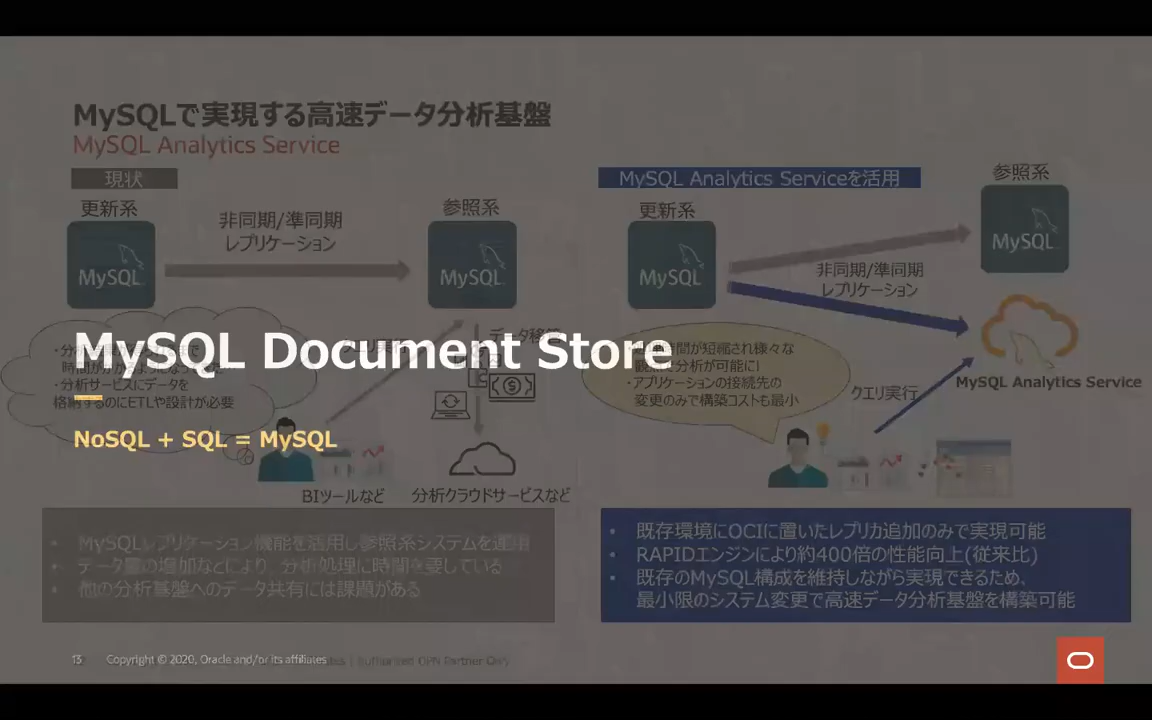 MySQLで実現する高速データ分析基盤
MySQL Analytics Service
現状
更新系
非同期/準同期
レプリケーション
参照系
MySQL
MySQL
MySQL Analytics Serviceを活用
更新系
参照系
MySQL
MySQL
非同期/準同期
レプリケーション
MySQL Document Store
NoSQL + SQL = MySQL
・分析サービスにデータを
格納するのにETLや設計が必要
BIツールなど
分析クラウドサービスなど
時間が短縮され様々な
分析が可能に!
・アプリケーションの接続先の
変更のみで構築コストも最小
クエリ実行
MySQL Analytics Service
• MySQLレプリケーション機能を活用し参照系システムを運用
• データ量の増加などにより、分析処理に時間を要している
• 他の分析基盤へのデータ共有には課題がある
• 既存環境にOCIに置いたレプリカ追加のみで実現可能
• RAPIDエンジンにより約400倍の性能向上(従来比)
• 既存のMySQL構成を維持しながら実現できるため、
最小限のシステム変更で高速データ分析基盤を構築可能
13
Copyright © 2020, Oracle and/or its affiliates
Authorized OPN Partner Only